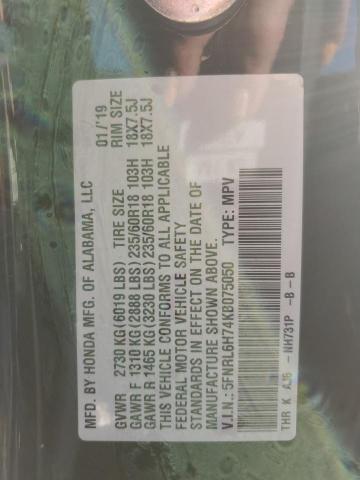 MFD. BY HONDA MFG. OF ALABAMA, LLC 01/'19
GVWR 2730 KG(6019 LBS) TIRE SIZE RIM SIZE
GAWR F 1310 KG(2888 LBS)235/60R18 103H 18X7.5J
GAWR R 1465 KG(3230 LBS)235/60R18 103H 18X7.5J
THIS VEHICLE CONFORMS TO ALL APPLICABLE
FEDERAL MOTOR VEHICLE SAFETY
STANDARDS IN EFFECT ON THE DATE OF
MANUFACTURE SHOWN ABOVE.
V.I.N.: 5FNRL6H74KB075050 TYPE: MPV
THR K -NH731P -B -B